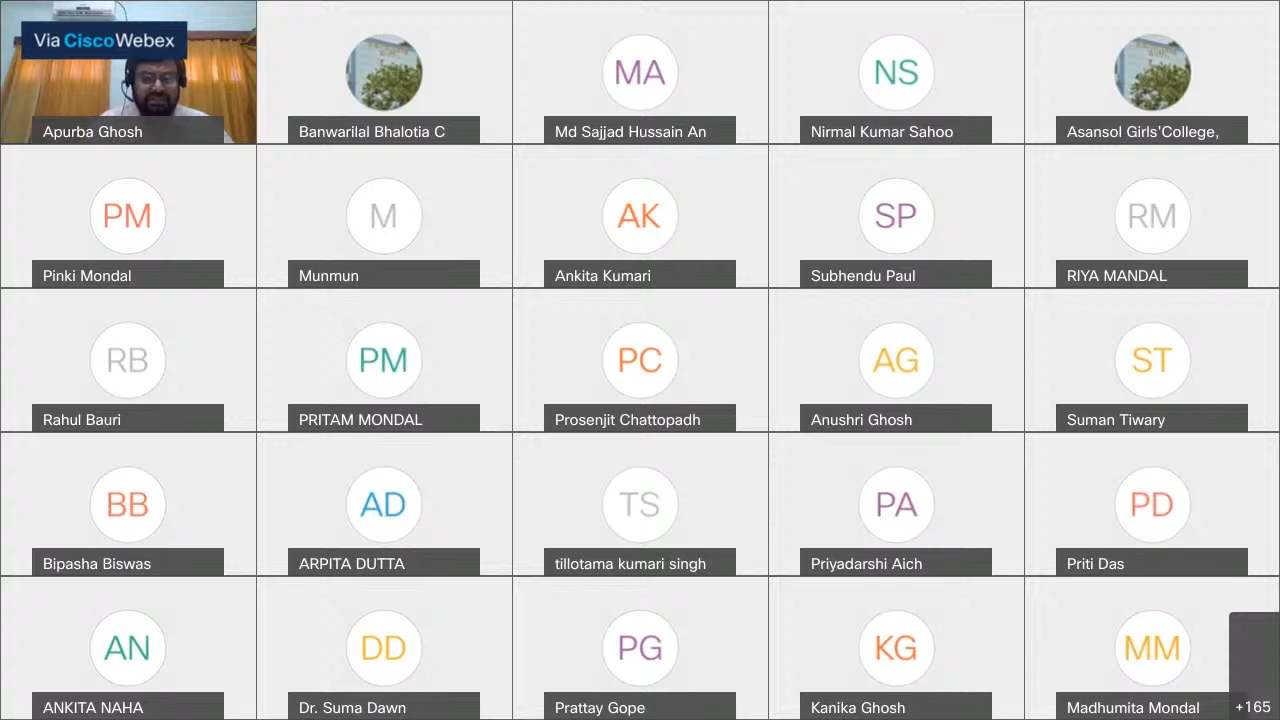 Via Cisco Webex
Apurba Ghosh
Banwarilal Bhalotia C
MA
Md Sajjad Hussain An
NS
Nirmal Kumar Sahoo
Asansol Girls'College,
PM
Pinki Mondal
M
Munmun
AK
Ankita Kumari
SP
Subhendu Paul
RM
RIYA MANDAL
RB
Rahul Bauri
PM
PRITAM MONDAL
PC
Prosenjit Chattopadh
AG
Anushri Ghosh
ST
Suman Tiwary
BB
Bipasha Biswas
AD
ARPITA DUTTA
TS
tillotama kumari singh
PA
Priyadarshi Aich
PD
Priti Das
AN
ANKITA NAHA
DD
Dr. Suma Dawn
PG
Prattay Gope
KG
Kanika Ghosh
MM
Madhumita Mondal
+165